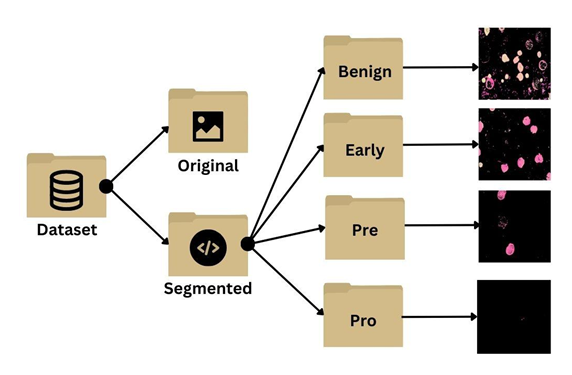 Dataset
Original
Segmented
Benign
Early
Pre
Pro